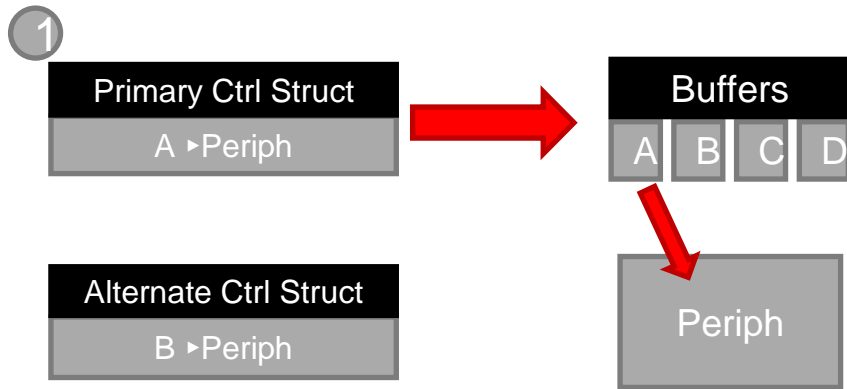 1
Primary Ctrl Struct
A ▸Periph
Buffers
A B C D
Alternate Ctrl Struct
B ▸Periph
Periph